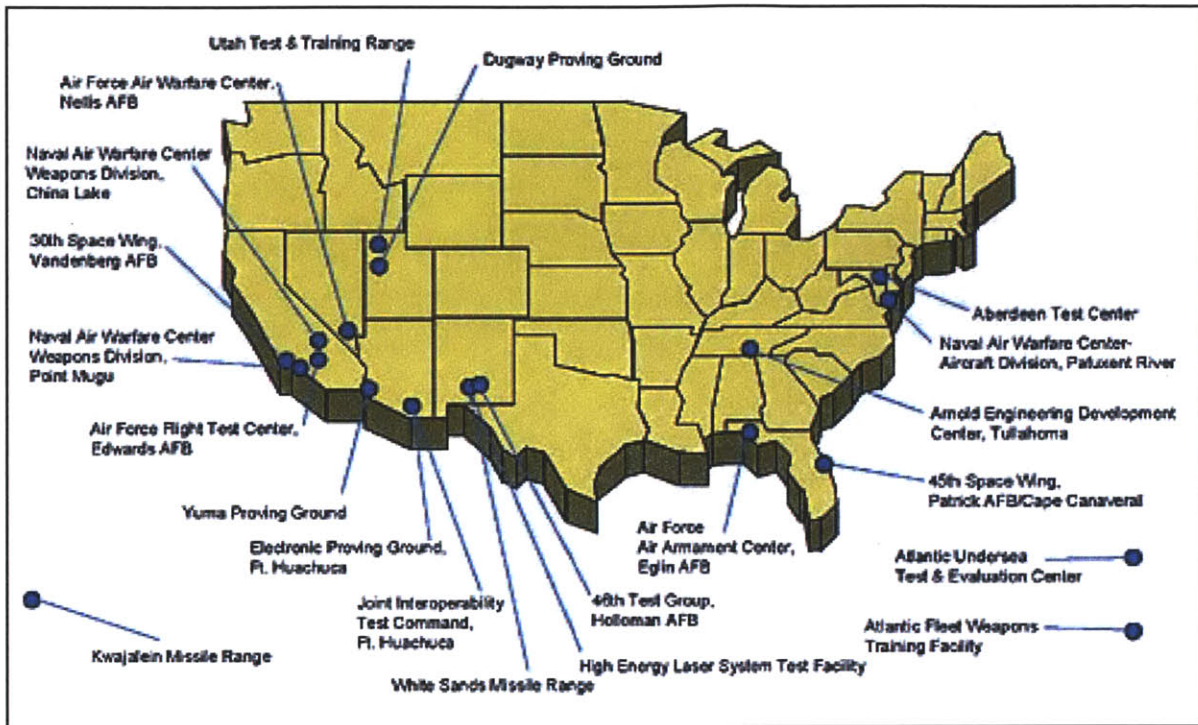 Utah Test & Training Range
Dugway Proving Ground
Air Force Air Warfare Center,
Nellis AFB
Naval Air Warfare Center
Weapons Division,
China Lake
30th Space Wing,
Vandenberg AFB
Naval Air Warfare Center
Weapons Division,
Point Mugu
Air Force Flight Test Center,
Edwards AFB
Yuma Proving Ground
Electronic Proving Ground,
Ft. Huachuca
Joint Interoperability
Test Command,
Ft. Huachuca
White Sands Missile Range
High Energy Laser System Test Facility
46th Test Group,
Holloman AFB
Air Force
Air Armament Center,
Eglin AFB
Aberdeen Test Center
Naval Air Warfare Center-
Aircraft Division, Patuxent River
Arnold Engineering Development
Center, Tullahoma
45th Space Wing,
Patrick AFB/Cape Canaveral
Atlantic Undersea
Test & Evaluation Center
Atlantic Fleet Weapons
Training Facility
Kwajalein Missile Range